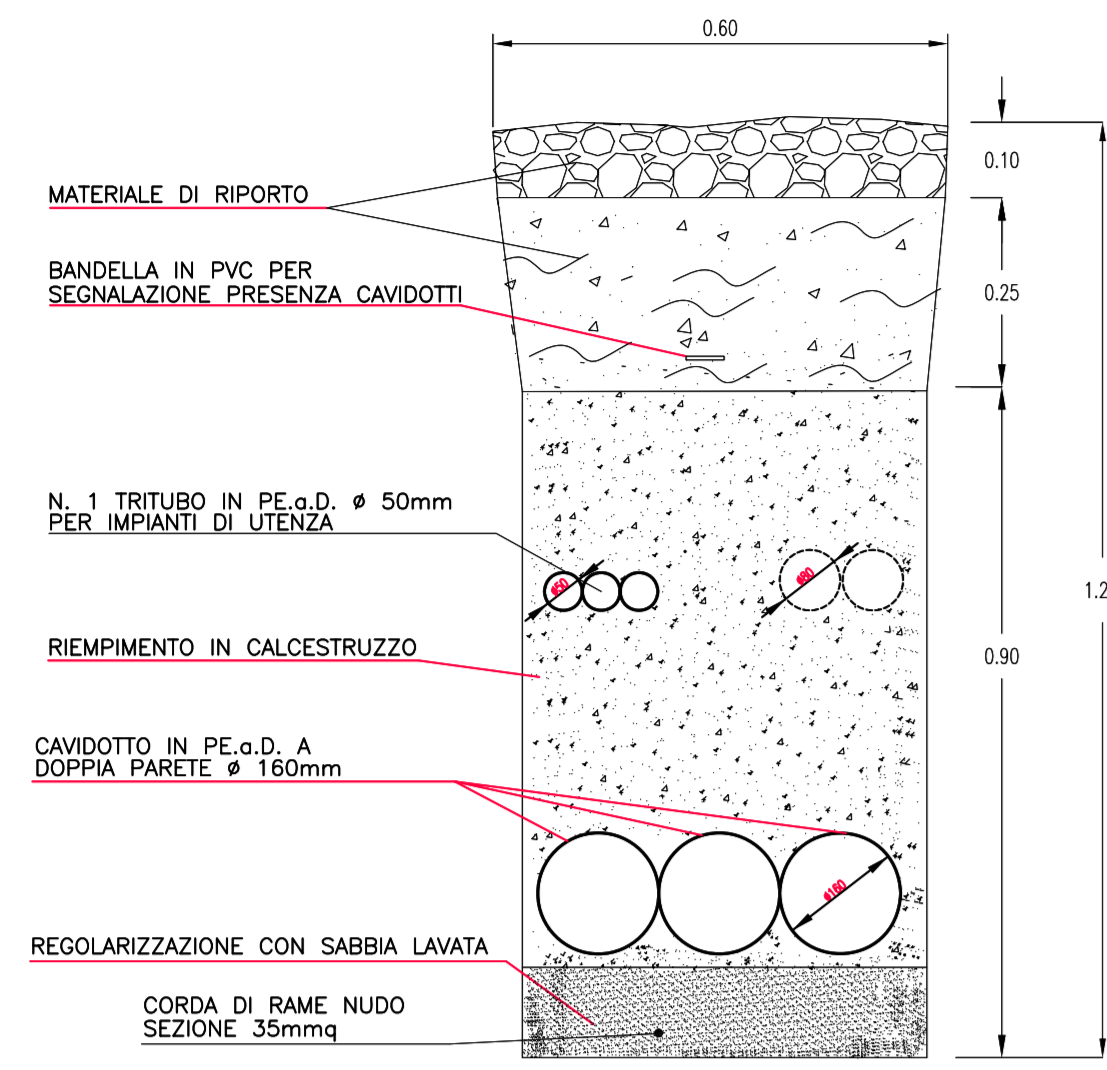 0.60
0.10
MATERIALE DI RIPORTO
BANDELLA IN PVC PER
SEGNALAZIONE PRESENZA CAVIDOTTI
0.25
N. 1 TRITUBO IN PE.a.D. ø 50mm
PER IMPIANTI DI UTENZA
ø50
ø80
1.2
RIEMPIMENTO IN CALCESTRUZZO
0.90
CAVIDOTTO IN PE.a.D. A
DOPPIA PARETE ø 160mm
ø160
REGOLARIZZAZIONE CON SABBIA LAVATA
CORDA DI RAME NUDO
SEZIONE 35mmq